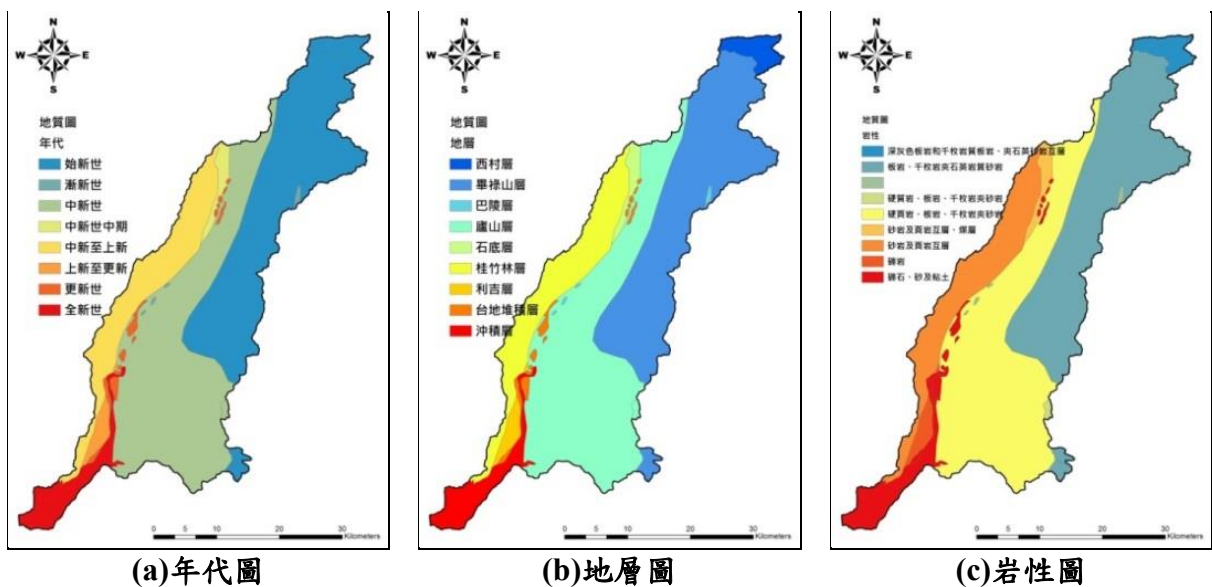 N
W E
S
地質圖
年代
始新世
漸新世
中新世
中新世中期
中新至上新
上新至更新
更新世
全新世
0 5 10 20 30
Kilometers
(a)年代圖
N
W E
S
地質圖
地層
西村層
畢祿山層
巴陵層
廬山層
石底層
桂竹林層
利吉層
台地堆積層
沖積層
0 5 10 20 30
Kilometers
(b)地層圖
N
W E
S
地質圖
岩性
深灰色板岩和千枚岩質板岩、夾石英砂岩互層
板岩、千枚岩夾石英岩質砂岩
硬質岩、板岩、千枚岩夾砂岩
硬頁岩、板岩、千枚岩夾砂岩
砂岩及頁岩互層、煤層
砂岩及頁岩互層
礫岩
礫石、砂及粘土
0 5 10 20 30
Kilometers
(c)岩性圖